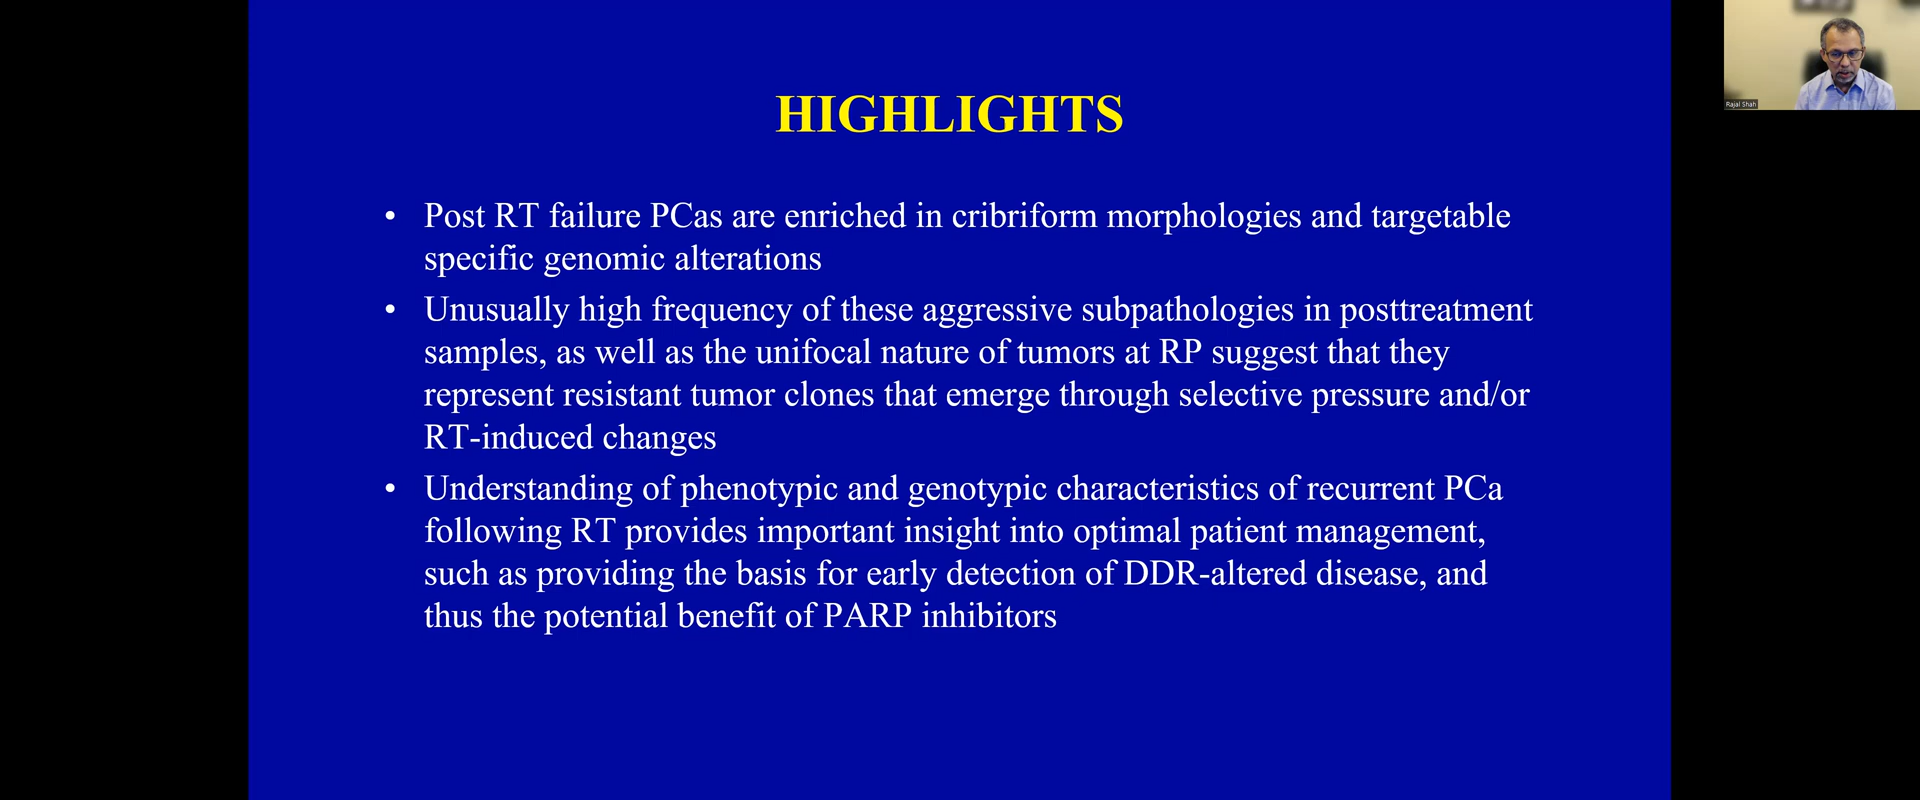 HIGHLIGHTS
• Post RT failure PCas are enriched in cribriform morphologies and targetable
specific genomic alterations
• Unusually high frequency of these aggressive subpathologies in posttreatment
samples, as well as the unifocal nature of tumors at RP suggest that they
represent resistant tumor clones that emerge through selective pressure and/or
RT-induced changes
• Understanding of phenotypic and genotypic characteristics of recurrent PCa
following RT provides important insight into optimal patient management,
such as providing the basis for early detection of DDR-altered disease, and
thus the potential benefit of PARP inhibitors
Rajal Shah